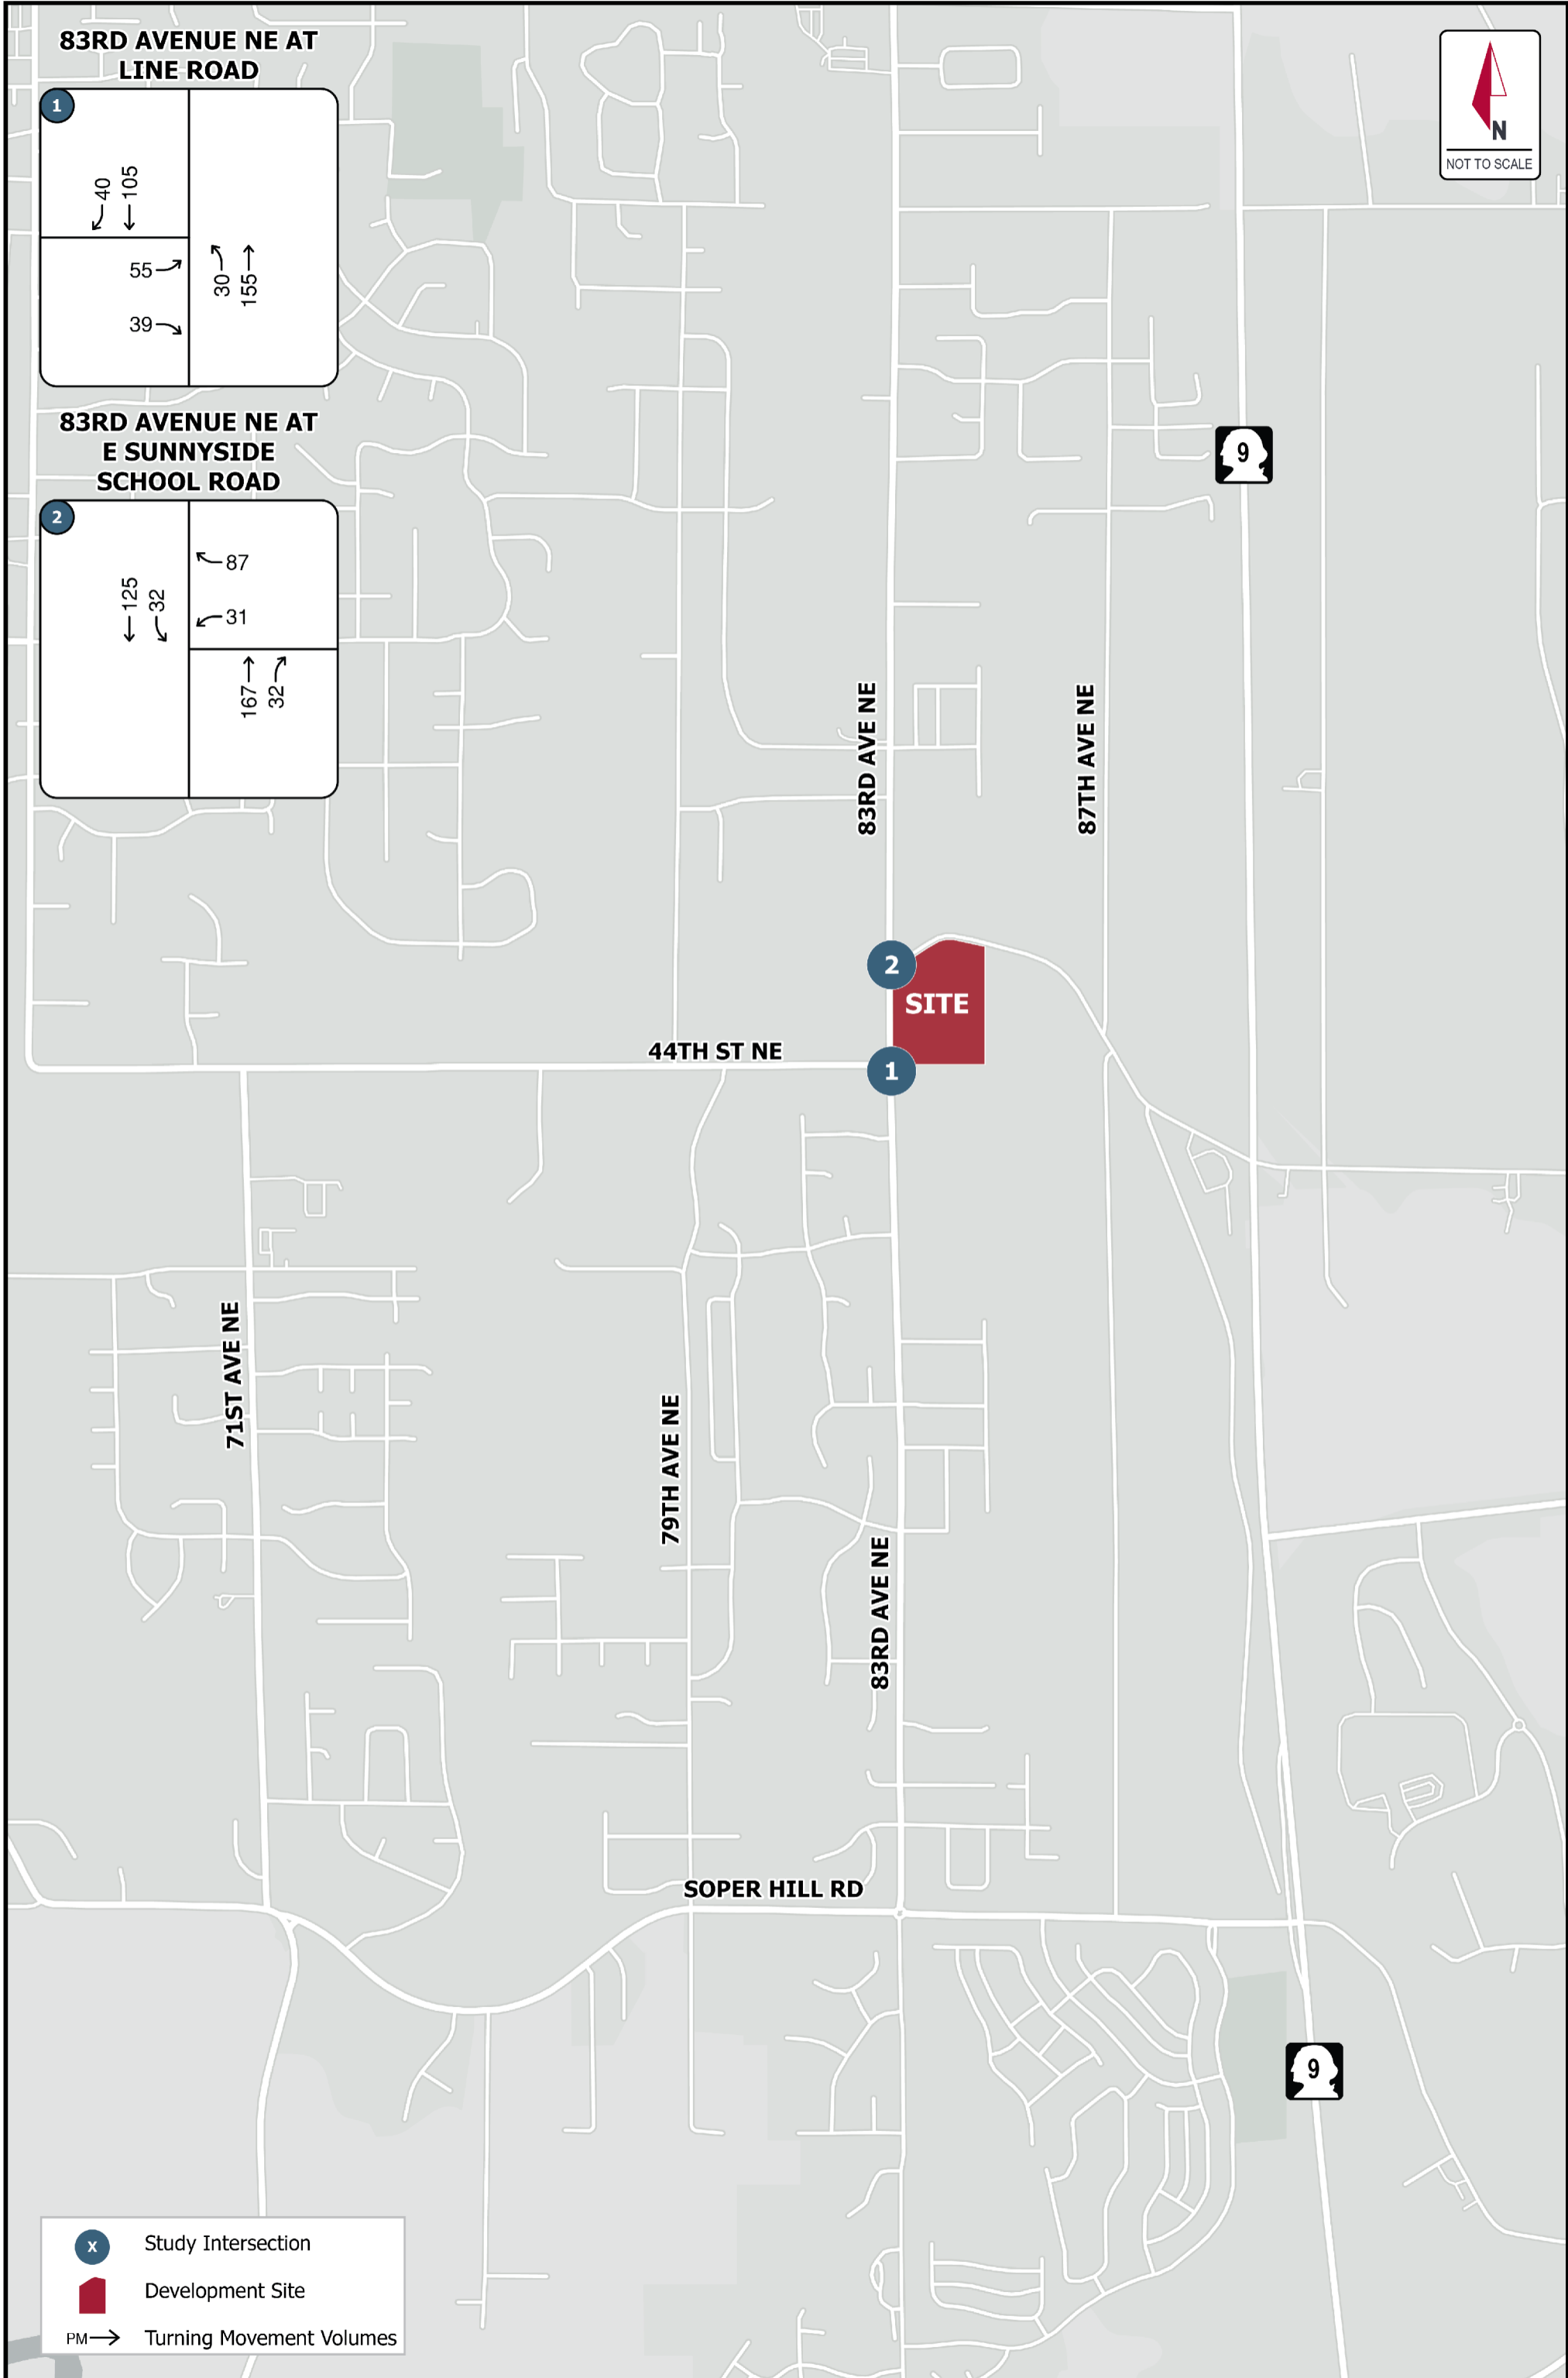 83RD AVENUE NE AT
LINE ROAD
1
40
105
55
30
155
39
83RD AVENUE NE AT
E SUNNYSIDE
SCHOOL ROAD
2
87
125
32
31
167
32
N
NOT TO SCALE
9
83RD AVE NE
87TH AVE NE
2
SITE
44TH ST NE
1
71ST AVE NE
79TH AVE NE
83RD AVE NE
SOPER HILL RD
9
X Study Intersection
Development Site
PM Turning Movement Volumes